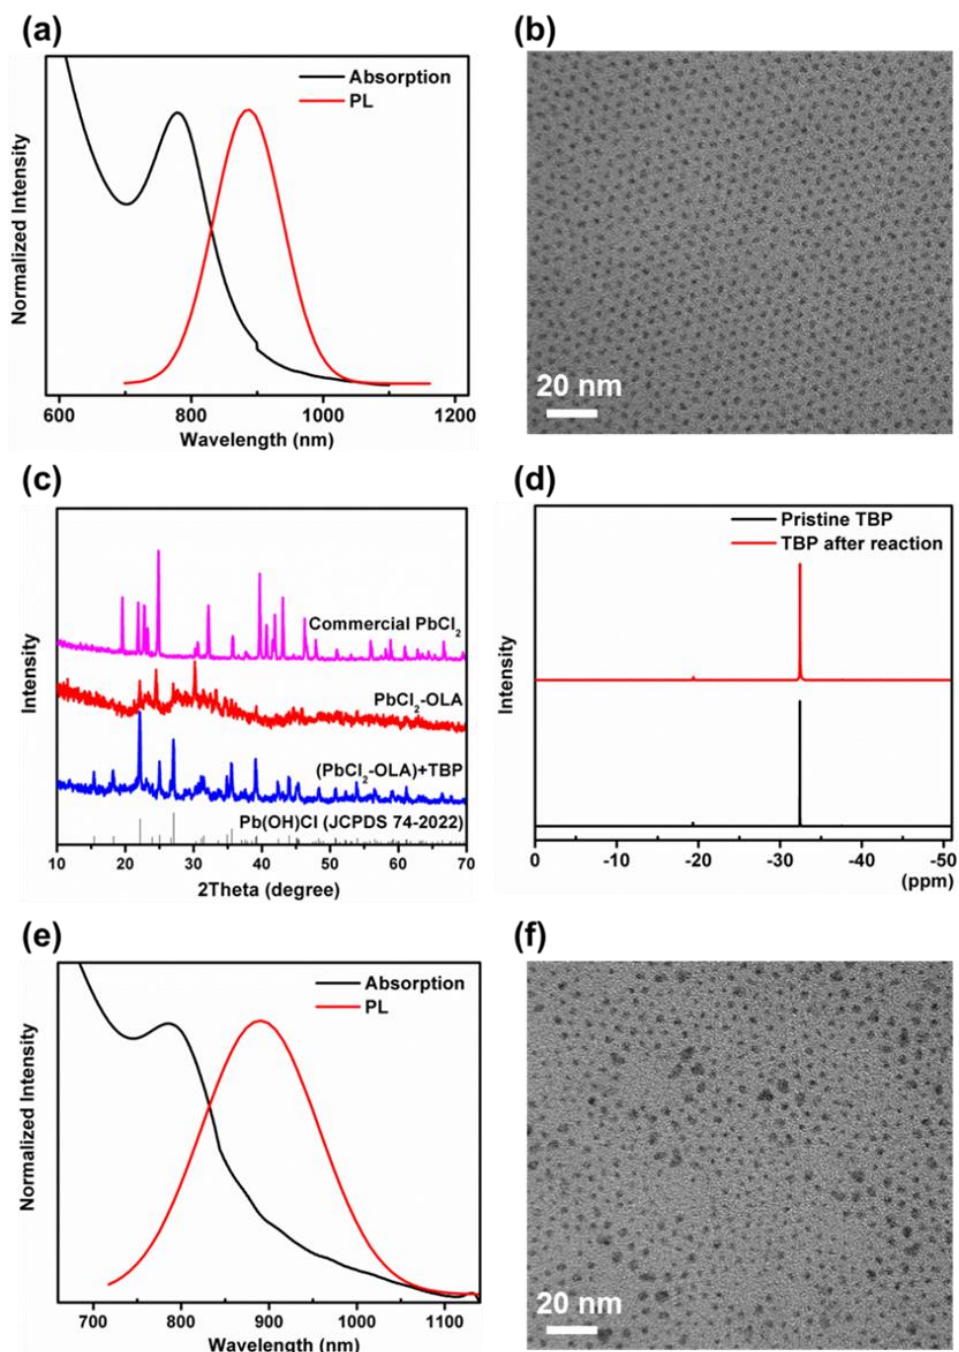 (a)
Absorption
PL
Normalized Intensity
600 800 1000 1200
Wavelength (nm)
(b)
20 nm
(c)
Commercial PbCl2
PbCl2-OLA
(PbCl2-OLA)+TBP
Pb(OH)Cl (JCPDS 74-2022)
Intensity
10 20 30 40 50 60 70
2Theta (degree)
(d)
Pristine TBP
TBP after reaction
Intensity
0 -10 -20 -30 -40 -50
(ppm)
(e)
Absorption
PL
Normalized Intensity
700 800 900 1000 1100
Wavelength (nm)
(f)
20 nm